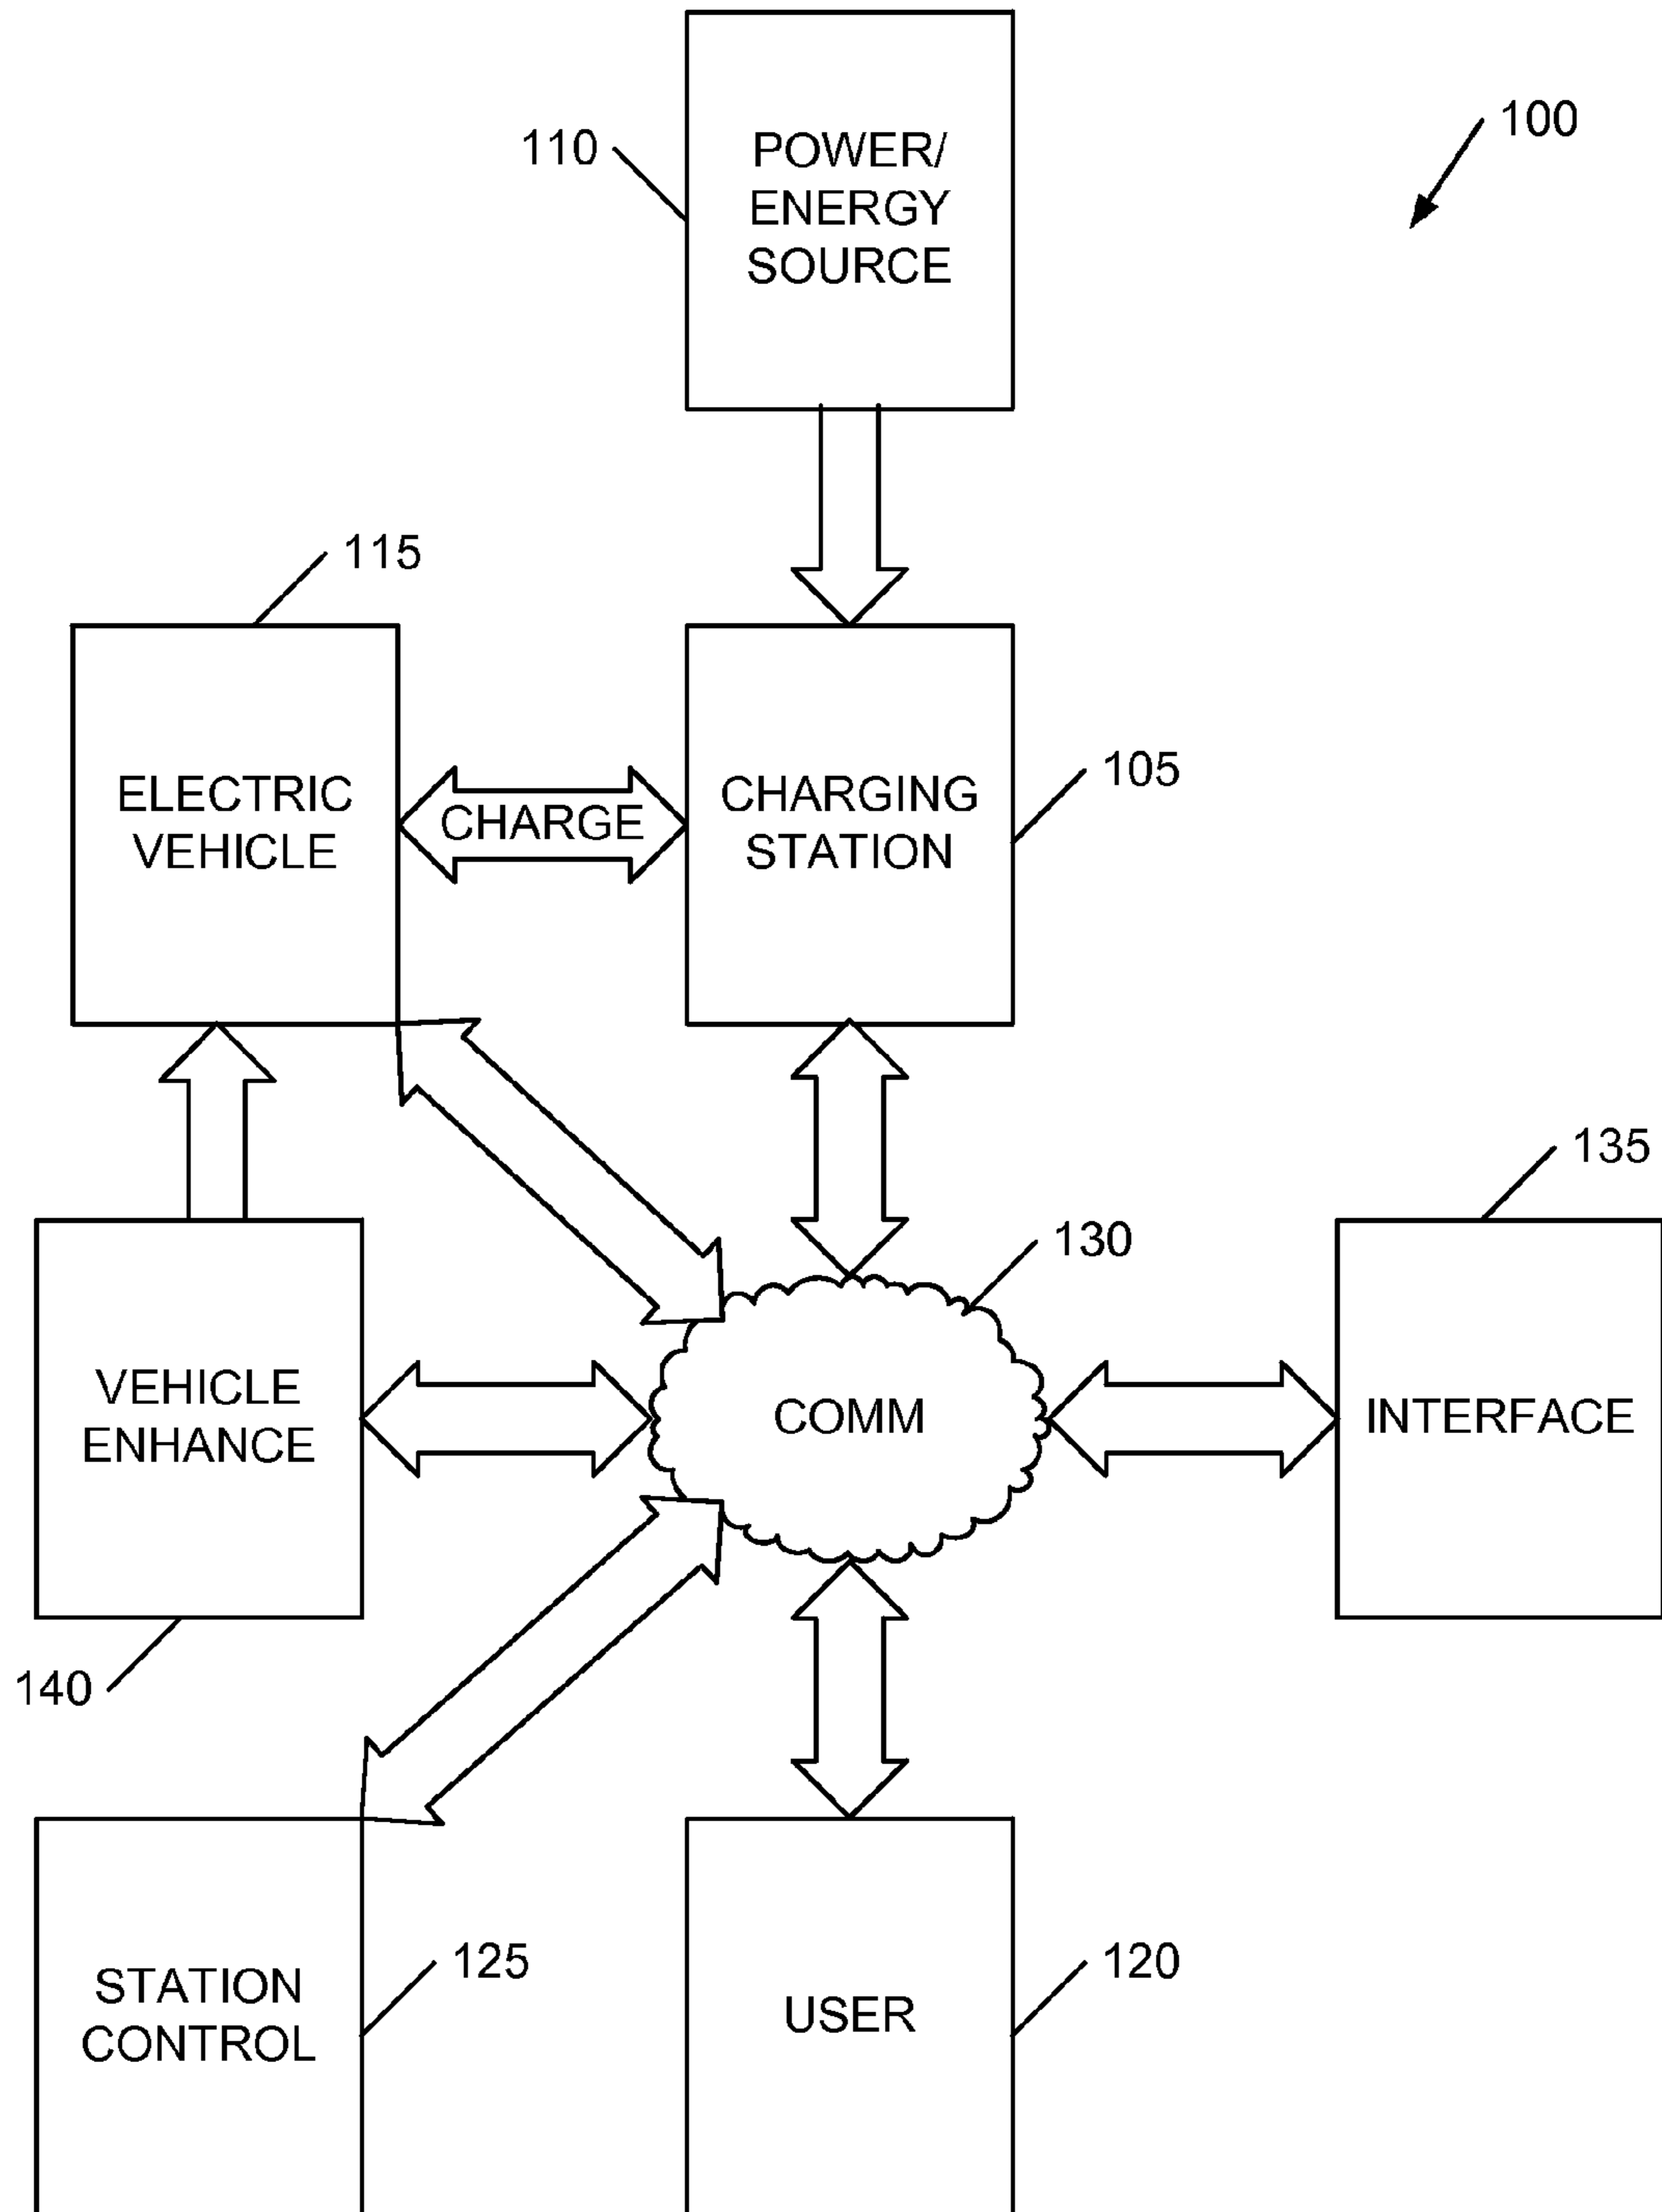 100
110
POWER/
ENERGY
SOURCE
115
ELECTRIC
VEHICLE
CHARGE
CHARGING
STATION
105
135
130
VEHICLE
ENHANCE
COMM
INTERFACE
140
STATION
CONTROL
125
USER
120